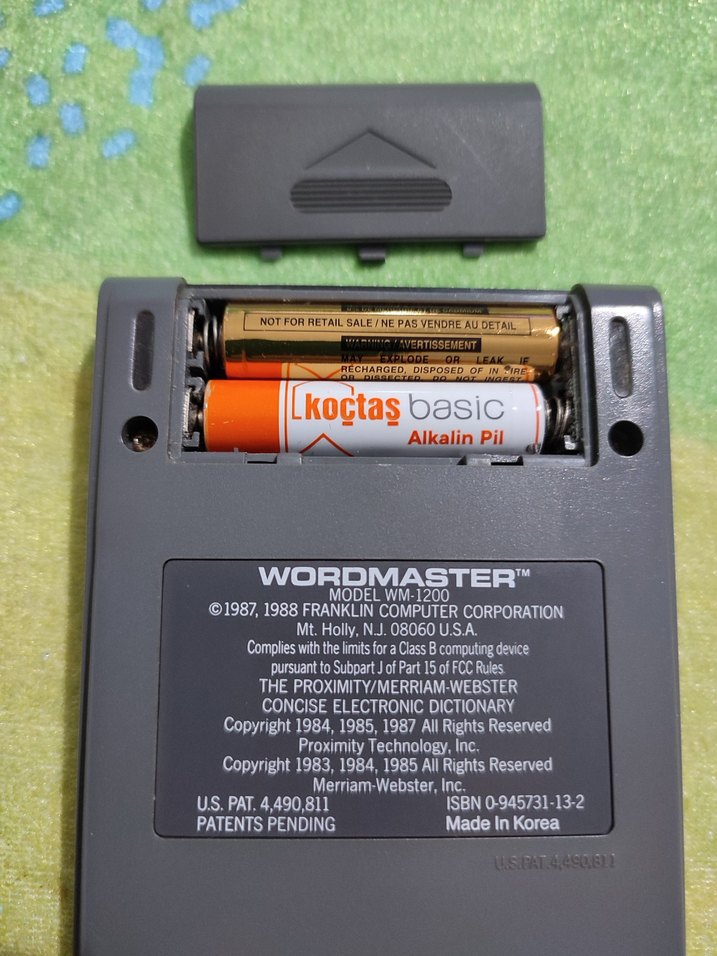 NOT FOR RETAIL SALE / NE PAS VENDRE AU DETAIL
WARNING / AVERTISSEMENT
MAY EXPLODE OR LEAK IF
RECHARGED, DISPOSED OF IN FIRE
OR DISSECTED. DO NOT INGEST.
koçtaş basic
Alkalin Pil
WORDMASTER™
MODEL WM-1200
©1987, 1988 FRANKLIN COMPUTER CORPORATION
Mt. Holly, N.J. 08060 U.S.A.
Complies with the limits for a Class B computing device
pursuant to Subpart J of Part 15 of FCC Rules.
THE PROXIMITY/MERRIAM-WEBSTER
CONCISE ELECTRONIC DICTIONARY
Copyright 1984, 1985, 1987 All Rights Reserved
Proximity Technology, Inc.
Copyright 1983, 1984, 1985 All Rights Reserved
Merriam-Webster, Inc.
U.S. PAT. 4,490,811 ISBN 0-945731-13-2
PATENTS PENDING Made In Korea
U.S.PAT.4,490,811